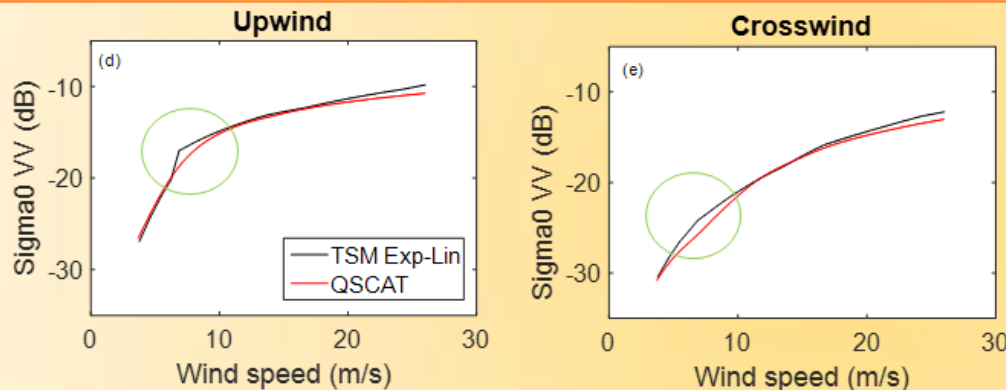 Upwind
(d)
-10
-20
-30
Sigma0 VV (dB)
TSM Exp-Lin
QSCAT
0
10
20
30
Wind speed (m/s)
Crosswind
(e)
-10
-20
-30
Sigma0 VV (dB)
0
10
20
30
Wind speed (m/s)